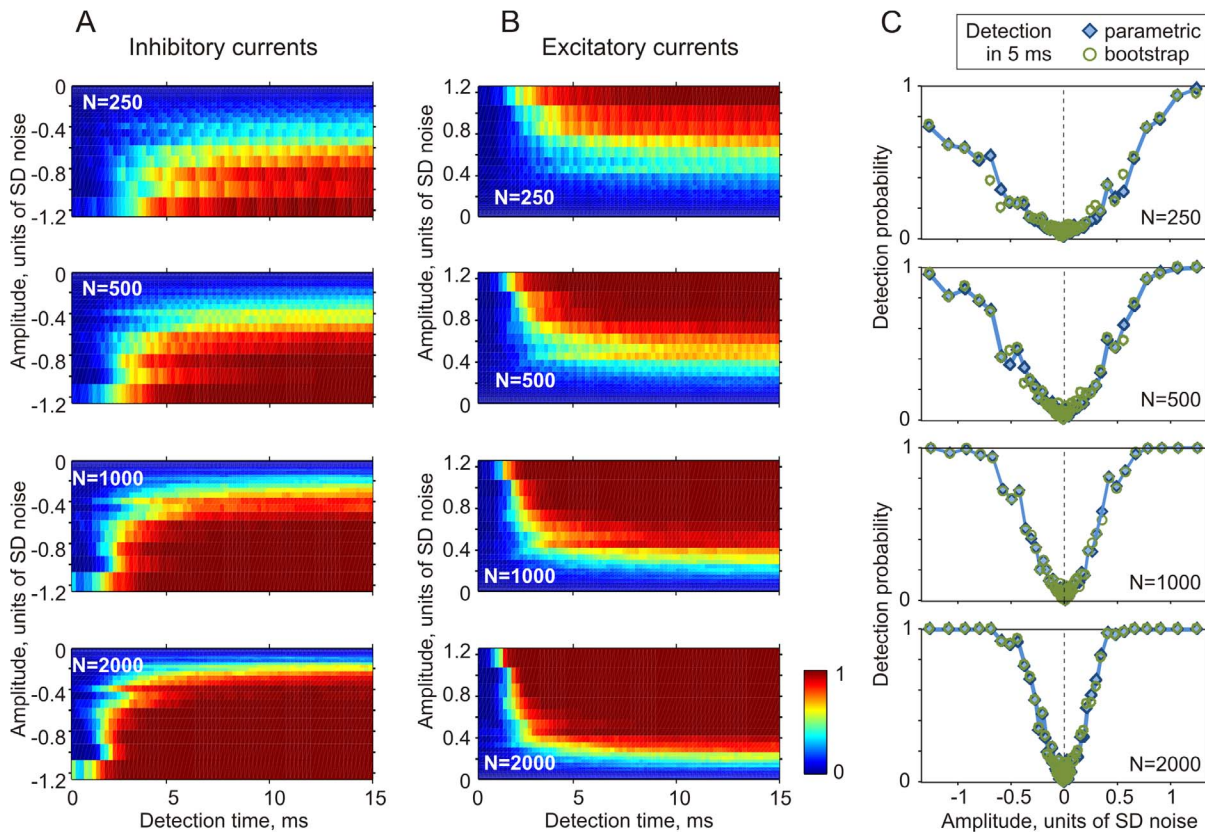 A
Inhibitory currents
Amplitude, units of SD noise
Amplitude, units of SD noise
0
-0.4
-0.8
-1.2
N=250
0
-0.4
-0.8
-1.2
N=500
0
-0.4
-0.8
-1.2
N=1000
0
-0.4
-0.8
-1.2
N=2000
0 5 10 15
Detection time, ms
B
Excitatory currents
Amplitude, units of SD noise
Amplitude, units of SD noise
1.2
0.8
0.4
0
N=250
0 5 10 15
1.2
0.8
0.4
0
N=500
1.2
0.8
0.4
0
N=1000
1.2
0.8
0.4
0
N=2000
0 5 10 15
Detection time, ms
1
0
C
Detection in 5 ms
parametric
bootstrap
Detection probability
Detection probability
1
0
N=250
1
0
N=500
1
0
N=1000
1
0
N=2000
-1 -0.5 0 0.5 1
Amplitude, units of SD noise